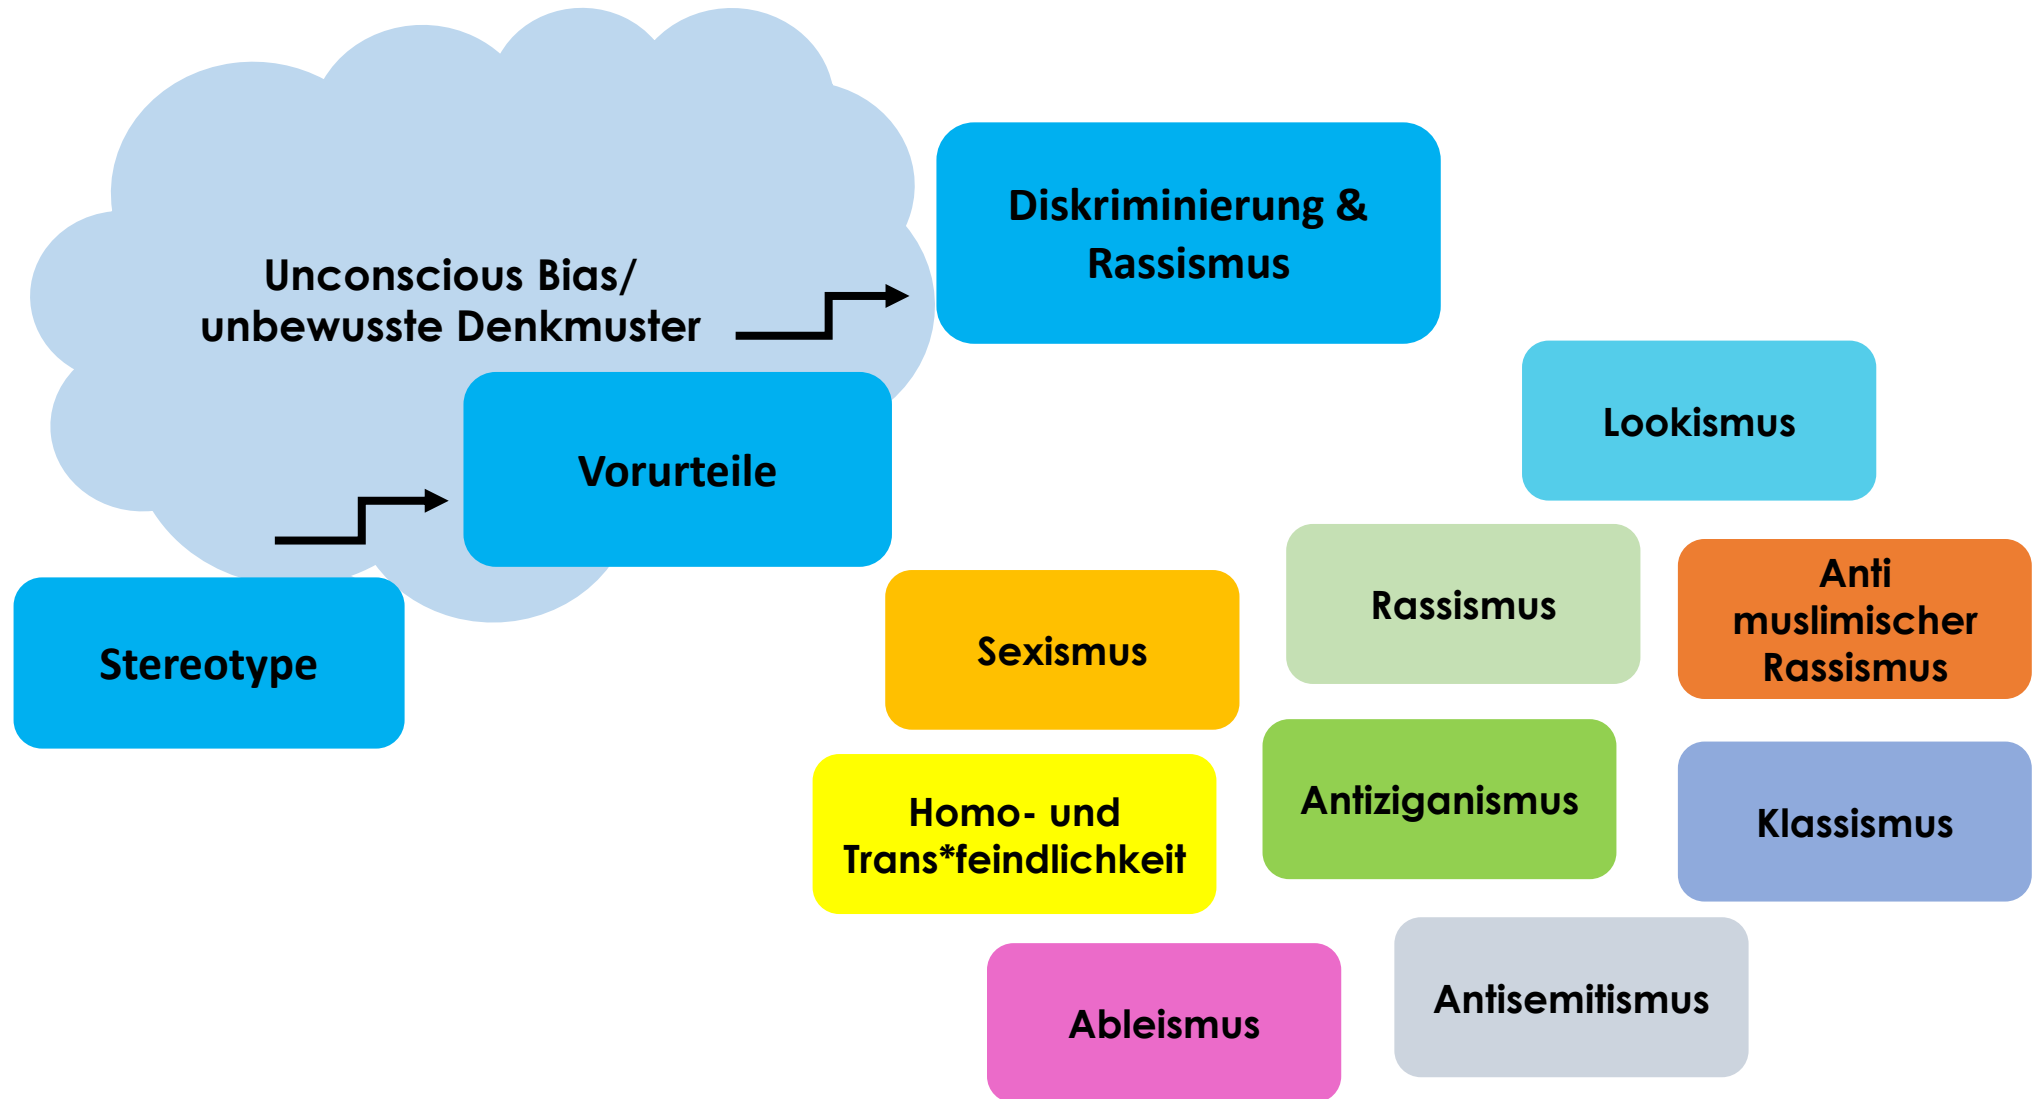 Unconscious Bias/
unbewusste Denkmuster
Diskriminierung &
Rassismus
Vorurteile
Stereotype
Lookismus
Sexismus
Rassismus
Anti
muslimischer
Rassismus
Homo- und
Trans*feindlichkeit
Antiziganismus
Klassismus
Ableismus
Antisemitismus